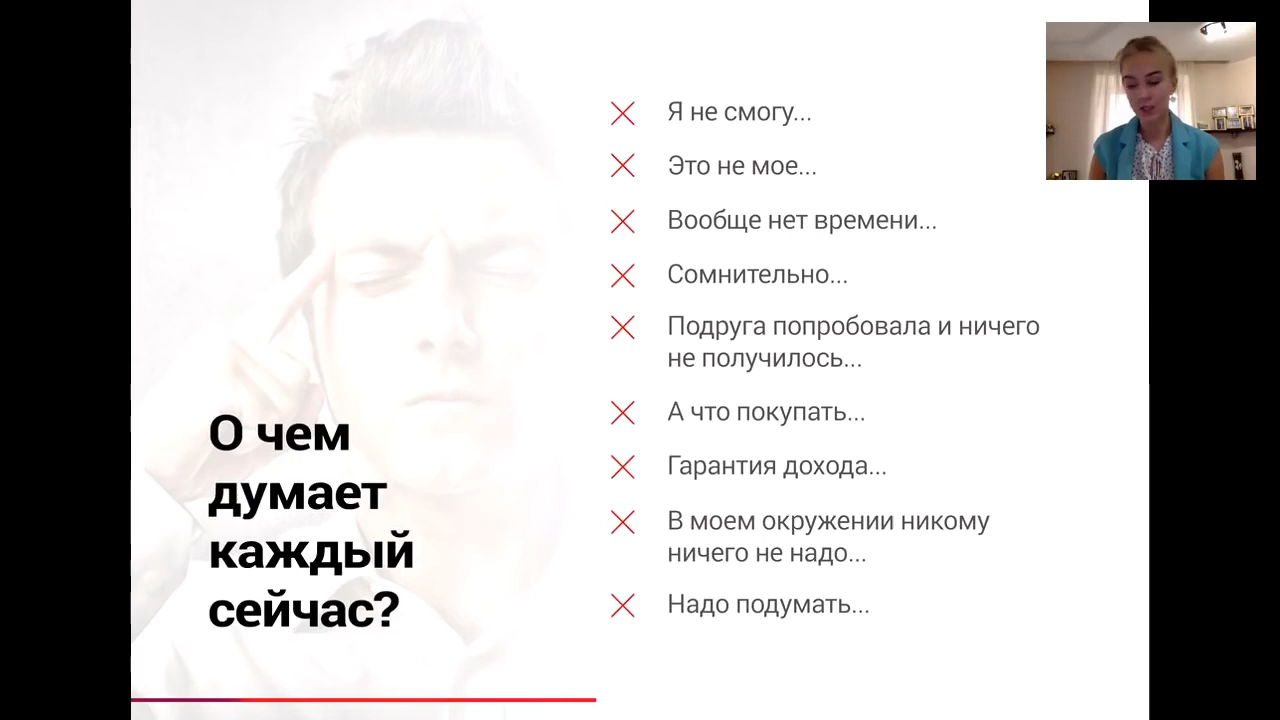 О чем
думает
каждый
сейчас?
Я не смогу...
Это не мое...
Вообще нет времени...
Сомнительно...
Подруга попробовала и ничего
не получилось...
А что покупать...
Гарантия дохода...
В моем окружении никому
ничего не надо...
Надо подумать...